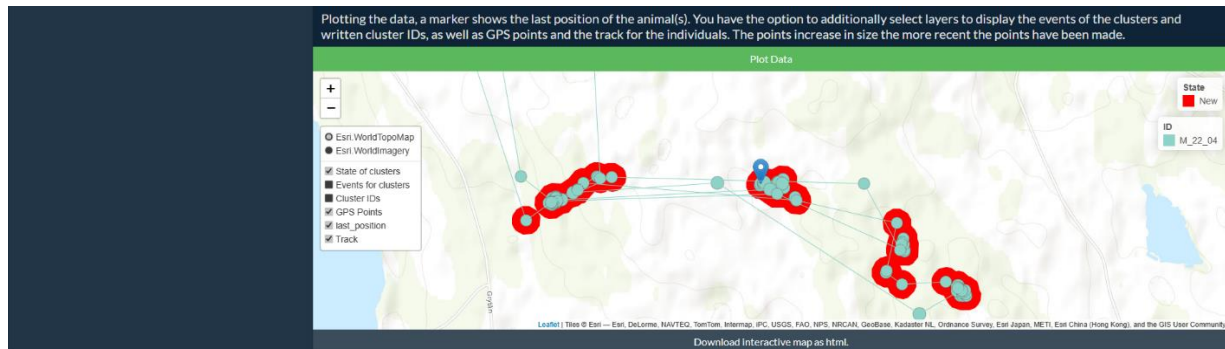 Plotting the data, a marker shows the last position of the animal(s). You have the option to additionally select layers to display the events of the clusters and
written cluster IDs, as well as GPS points and the track for the individuals. The points increase in size the more recent the points have been made.
Plot Data
+
−
Esri.WorldTopoMap
Esri.WorldImagery
State of clusters
Events for clusters
Cluster IDs
GPS Points
last_position
Track
State
New
ID
M_22_04
Leaflet | Tiles © Esri — Esri, DeLorme, NAVTEQ, TomTom, Intermap, iPC, USGS, FAO, NPS, NRCAN, GeoBase, Kadaster NL, Ordnance Survey, Esri Japan, METI, Esri China (Hong Kong), and the GIS User Community
Download interactive map as html.